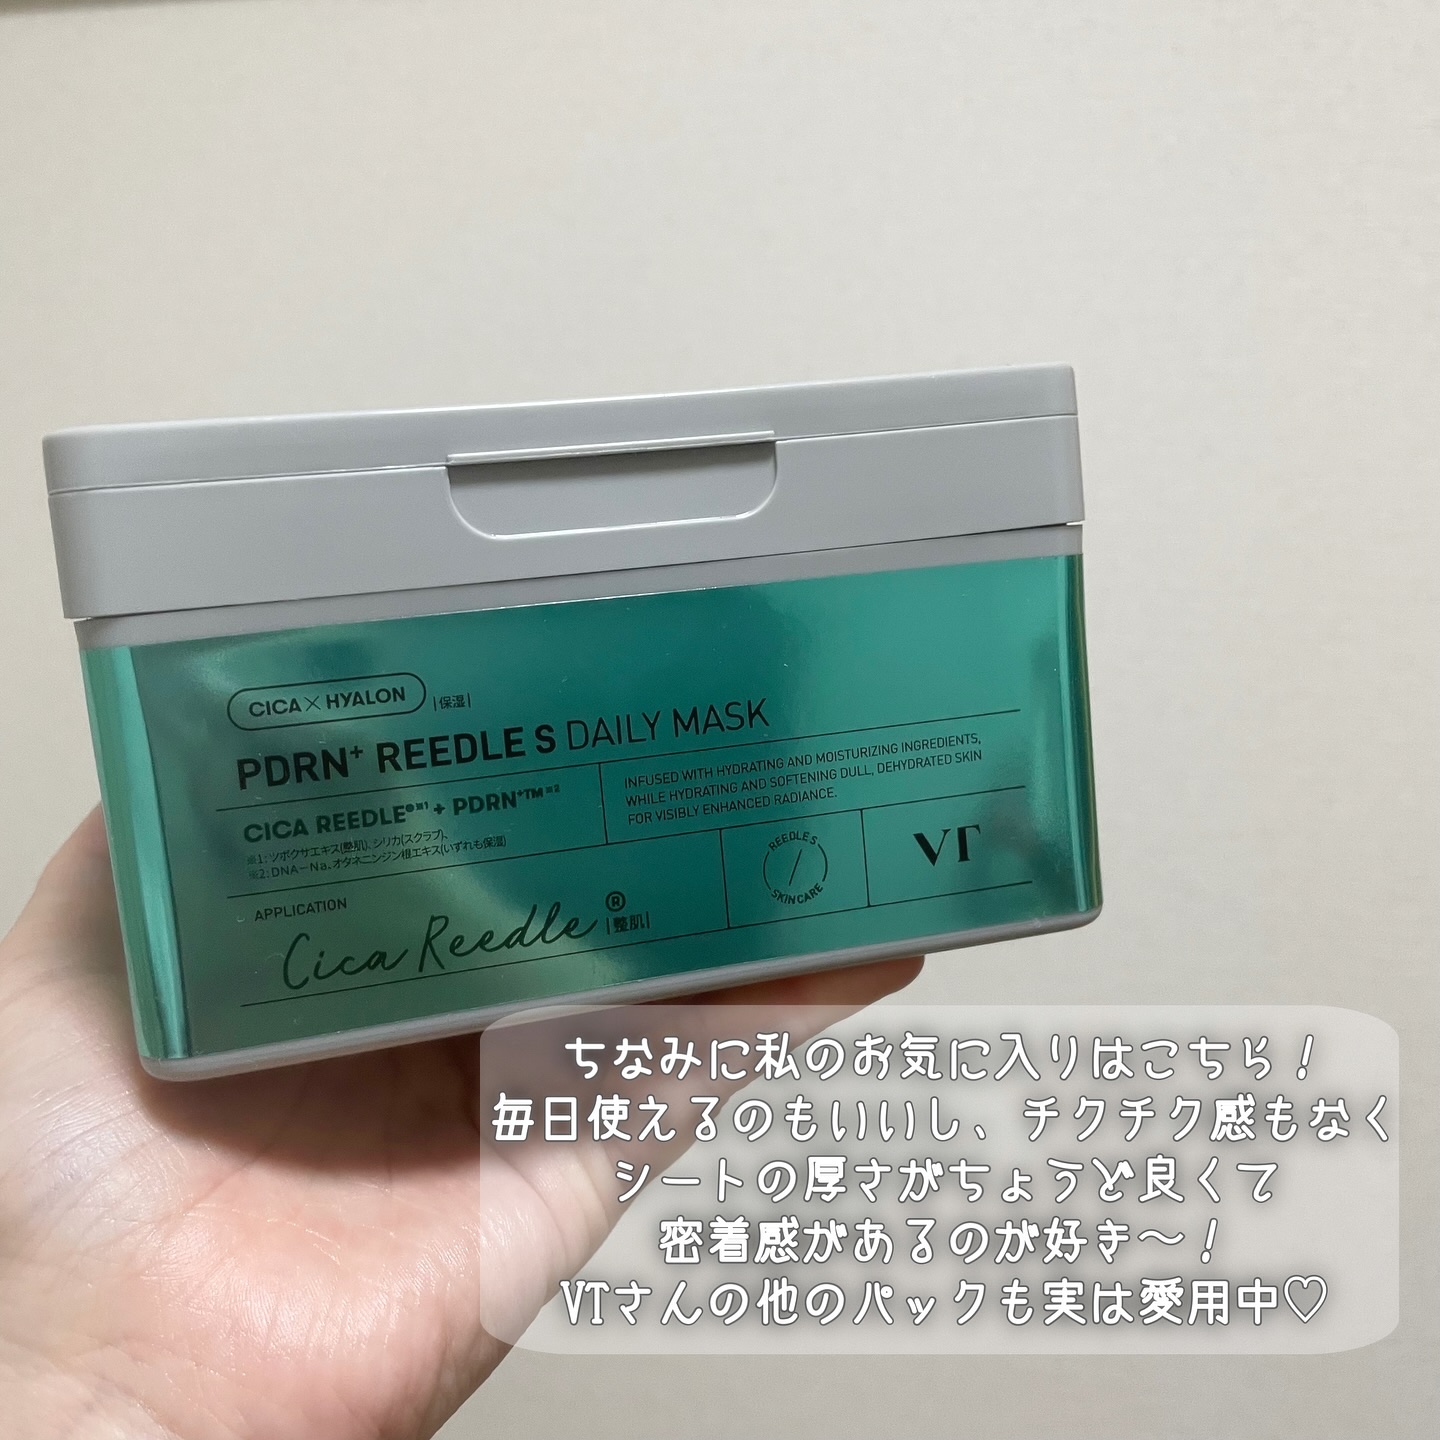 CICA×HYALON |保湿|
PDRN⁺ REEDLE S DAILY MASK
CICA REEDLE®※1 + PDRN⁺™※2
※1: ツボクサエキス(整肌)、シリカ(スクラブ)、
※2: DNA－Na、オタネニンジン根エキス(いずれも保湿)
INFUSED WITH HYDRATING AND MOISTURIZING INGREDIENTS,
WHILE HYDRATING AND SOFTENING DULL, DEHYDRATED SKIN
FOR VISIBLY ENHANCED RADIANCE.
APPLICATION
Cica Reedle® |整肌|
REEDLE S
SKINCARE
VT
ちなみに私のお気に入りはこちら！
毎日使えるのもいいし、チクチク感もなく
シートの厚さがちょうど良くて
密着感があるのが好き〜！
VTさんの他のパックも実は愛用中♡